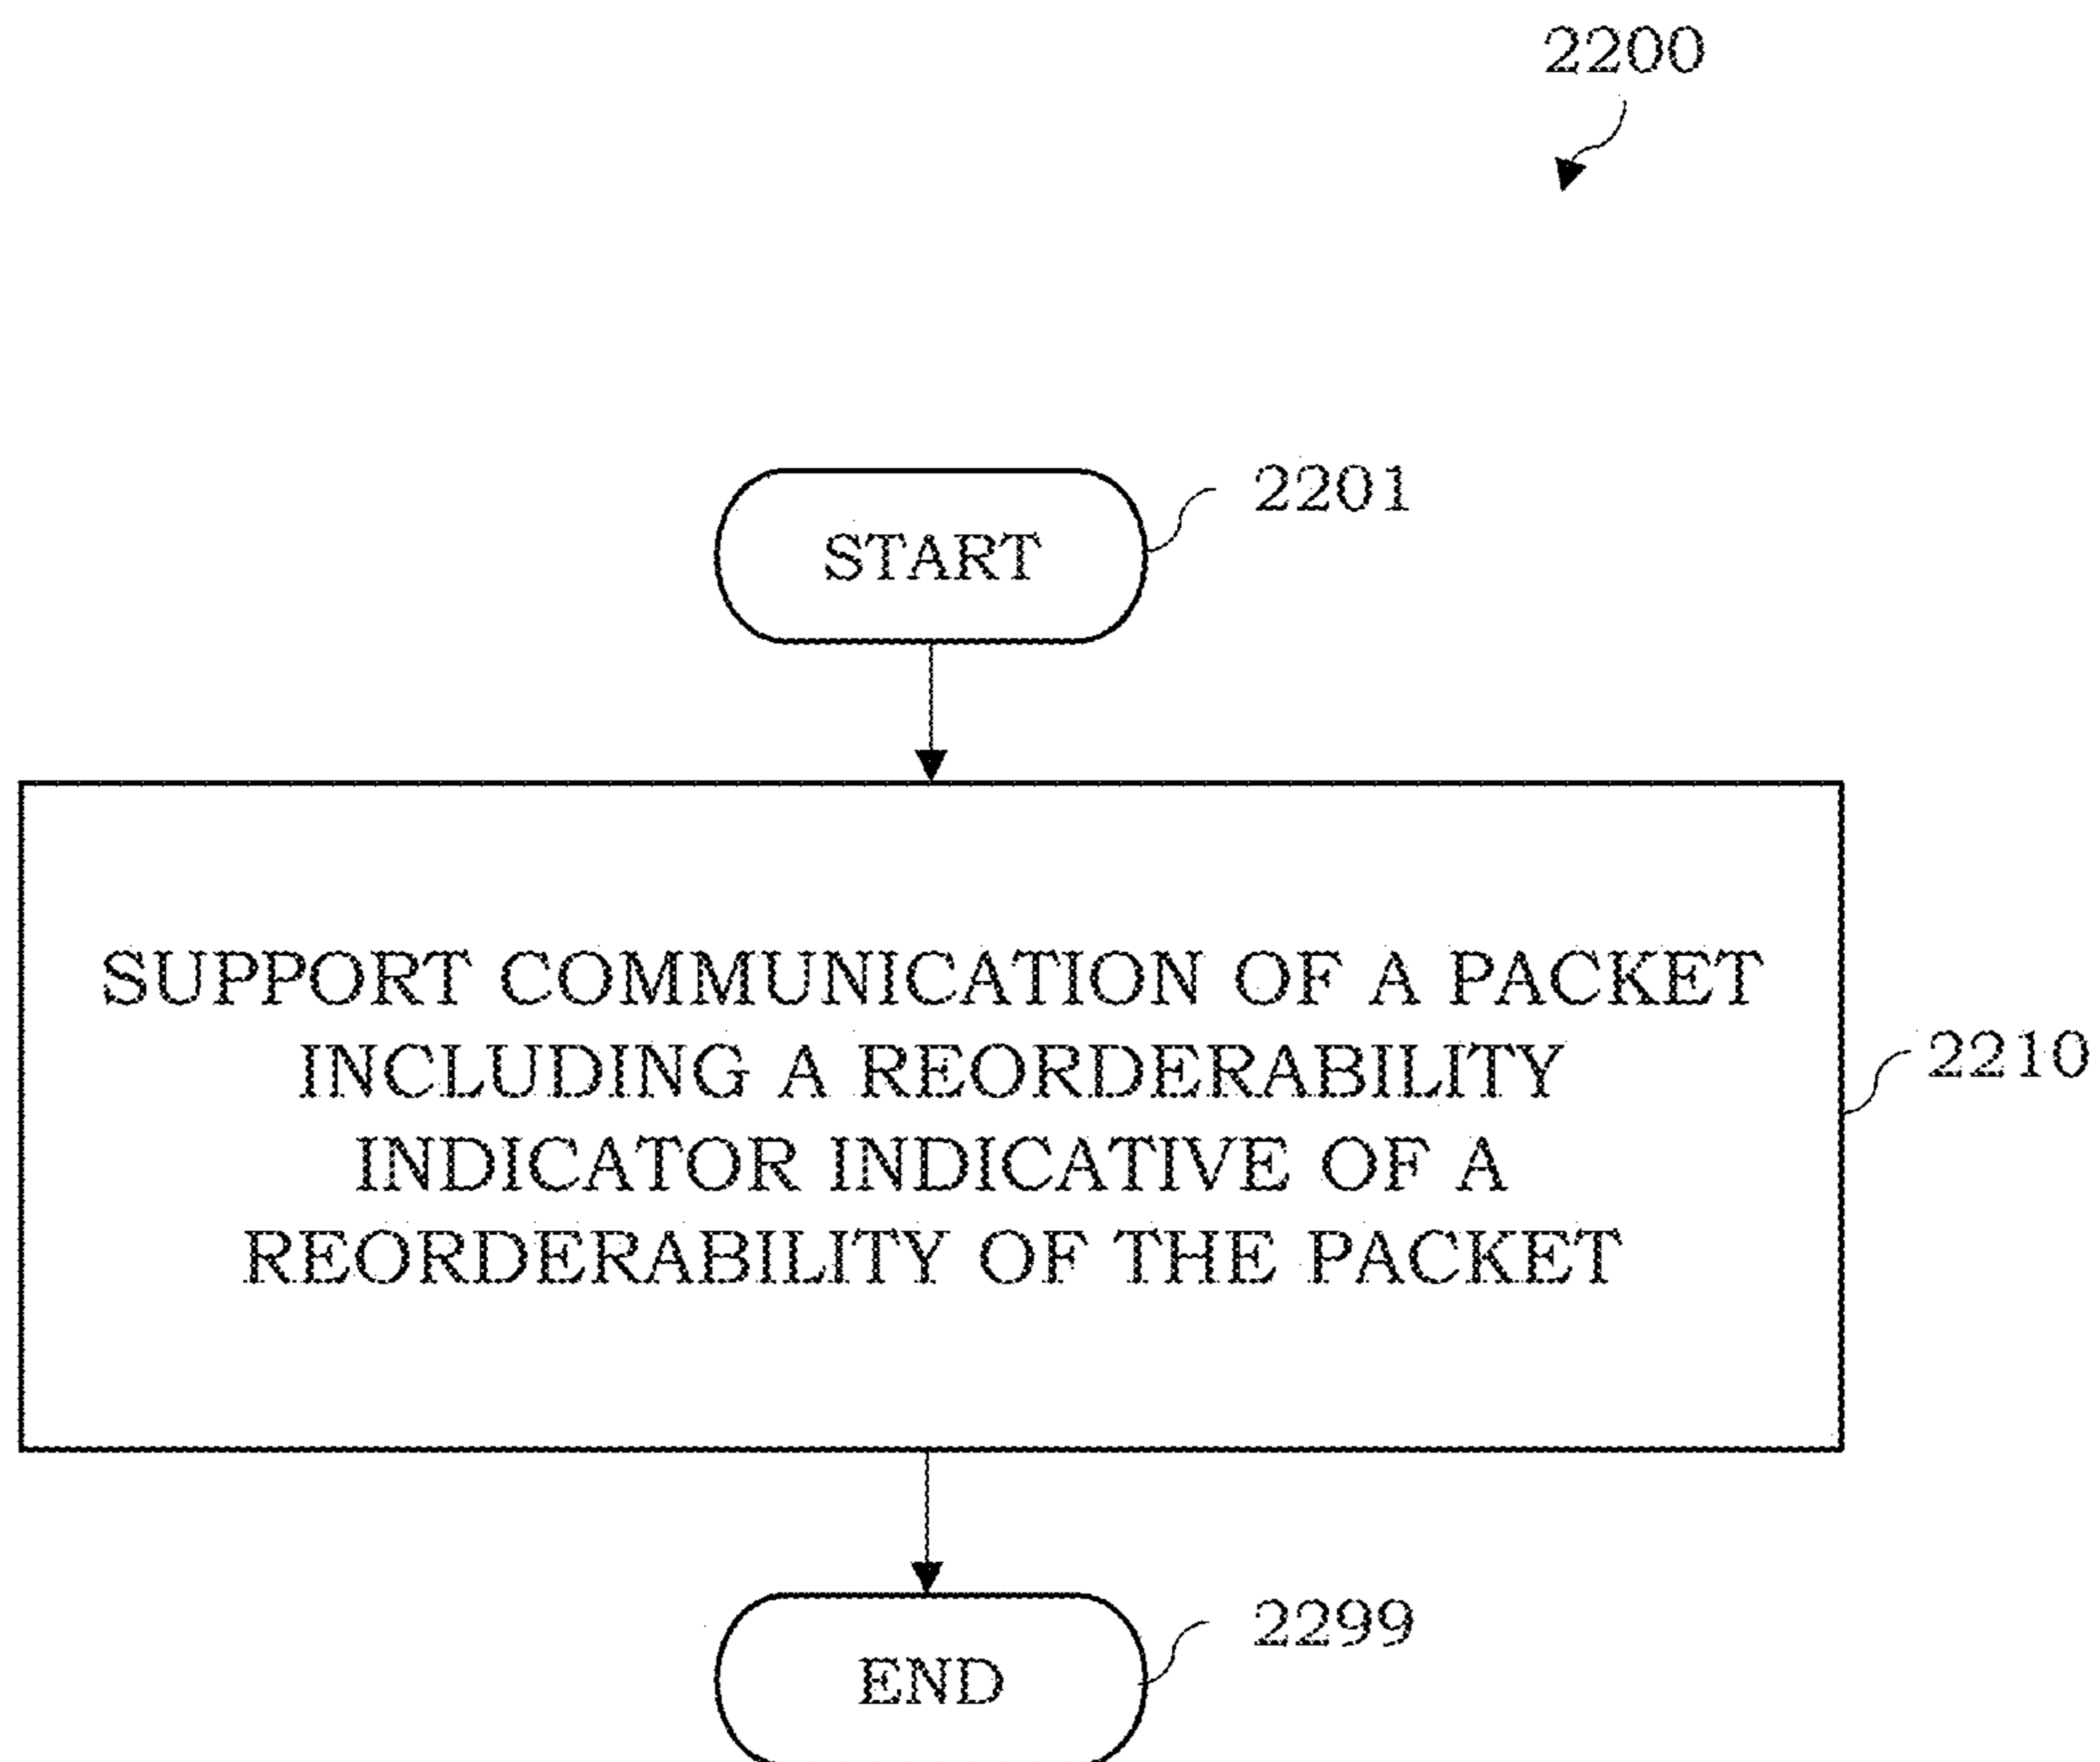 2200
START
2201
SUPPORT COMMUNICATION OF A PACKET
INCLUDING A REORDERABILITY
INDICATOR INDICATIVE OF A
REORDERABILITY OF THE PACKET
2210
END
2299